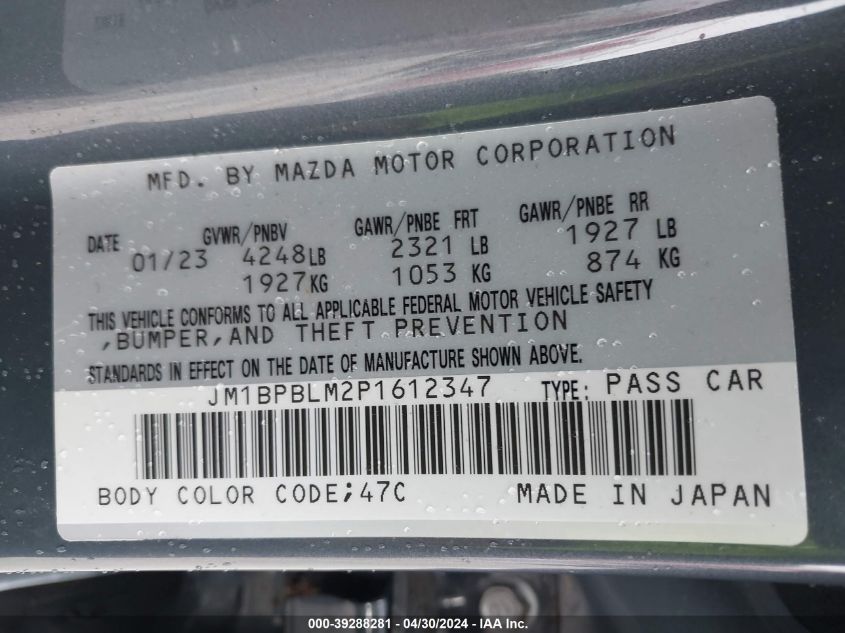 MFD. BY MAZDA MOTOR CORPORATION
DATE GVWR/PNBV GAWR/PNBE FRT GAWR/PNBE RR
01/23 4248LB 2321 LB 1927 LB
1927KG 1053 KG 874 KG
THIS VEHICLE CONFORMS TO ALL APPLICABLE FEDERAL MOTOR VEHICLE SAFETY
,BUMPER,AND THEFT PREVENTION
STANDARDS IN EFFECT ON THE DATE OF MANUFACTURE SHOWN ABOVE.
JM1BPBLM2P1612347 TYPE: PASS CAR
BODY COLOR CODE;47C MADE IN JAPAN
000-39288281 - 04/30/2024 - IAA Inc.